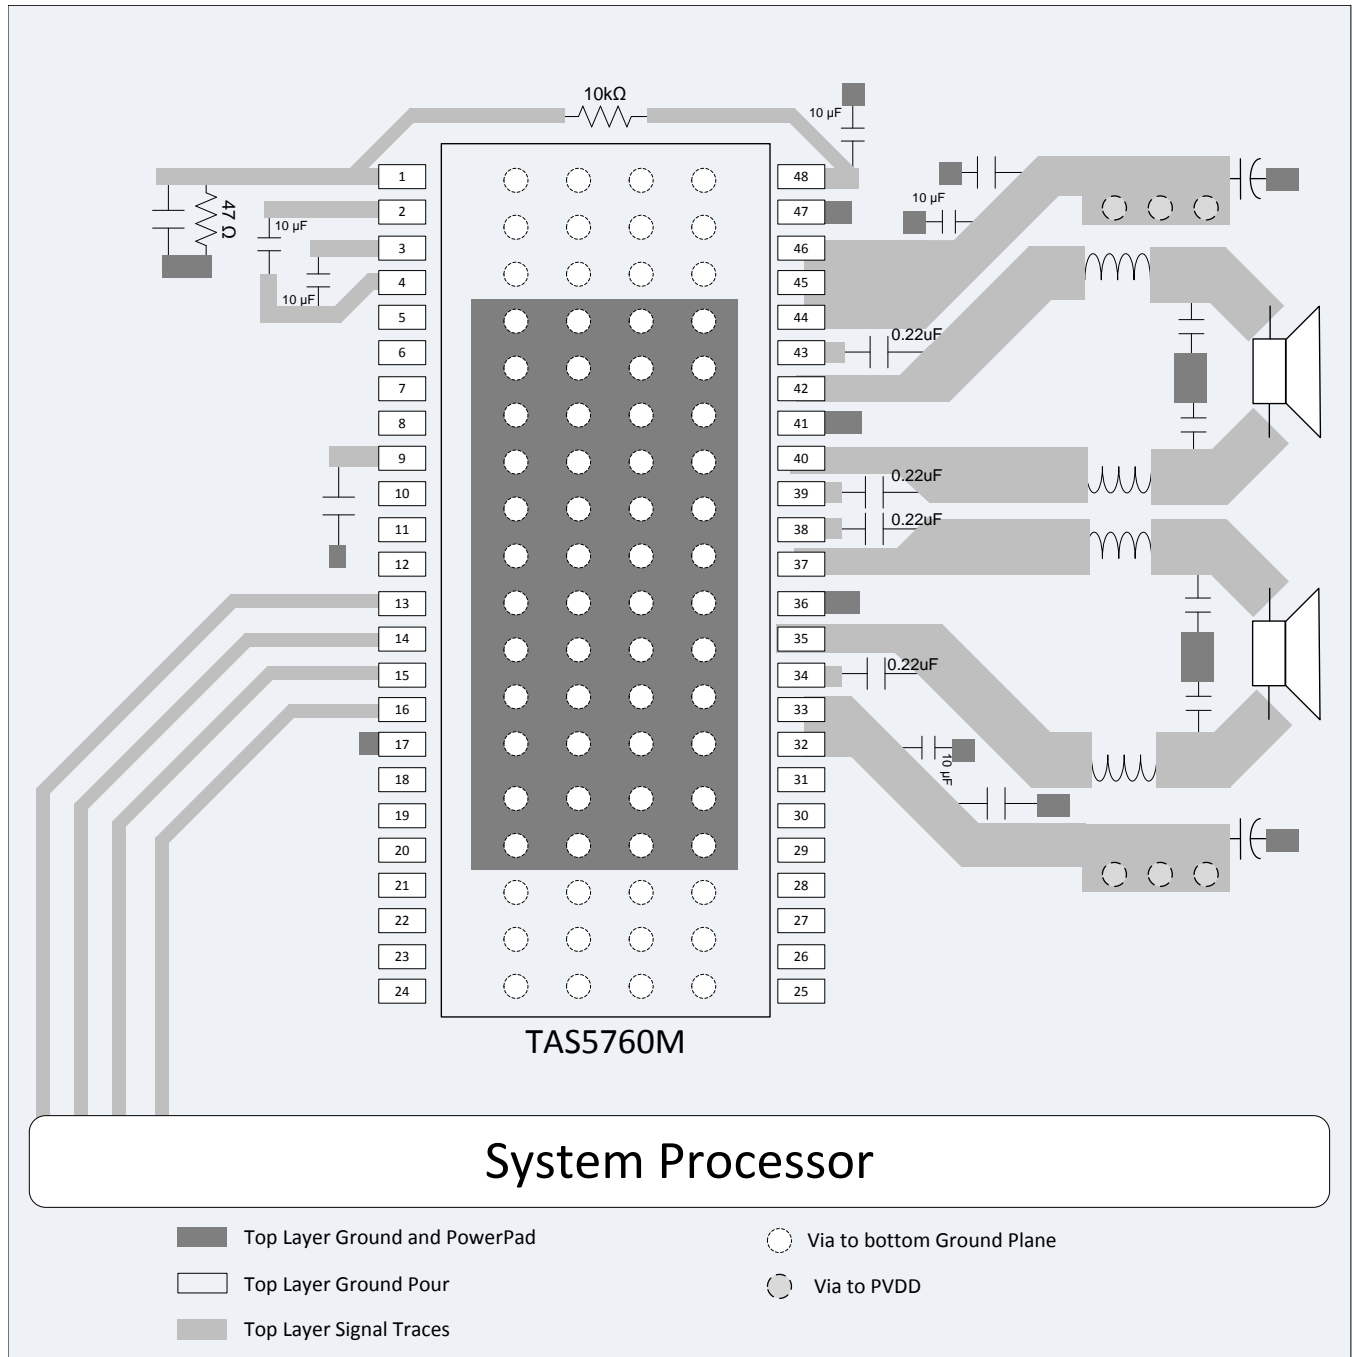 10kΩ
10 µF
1
48
47 Ω
2
10 µF
47
10 µF
3
46
4
45
10 µF
5
44
6
43
0.22uF
7
42
8
41
9
40
10
39
0.22uF
11
38
0.22uF
12
37
13
36
14
35
15
34
0.22uF
16
33
17
32
10 µF
18
31
19
30
20
29
21
28
22
27
23
26
24
25
TAS5760M
System Processor
Top Layer Ground and PowerPad
Via to bottom Ground Plane
Top Layer Ground Pour
Via to PVDD
Top Layer Signal Traces